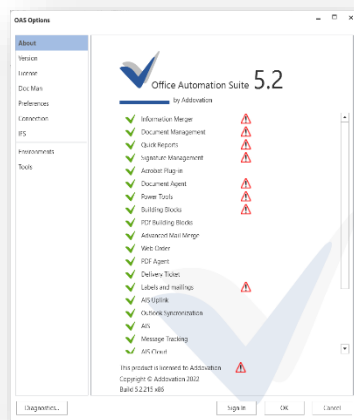 OAS Options
About
Version
License
Doc Man
Preferences
Connection
IFS
Environments
Tools
Office Automation Suite 5.2
by Addovation
Information Merger
Document Management
Quick Reports
Signature Management
Acrobat Plug-in
Document Agent
Power Tools
Building Blocks
PDF Building Blocks
Advanced Mail Merge
Web Order
PDF Agent
Delivery Ticket
Labels and mailings
AIS Uplink
Outlook Syncronization
AIS
Message Tracking
AIS Cloud
This product is licensed to Addovation
Copyright © Addovation 2022
Build 5.2.215 x86
Diagnostics...
Sign in
OK
Cancel